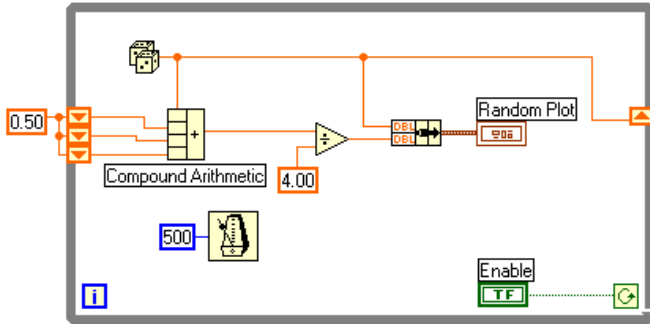 0.50
+
Compound Arithmetic
÷
4.00
DBL
DBL
Random Plot
500
i
Enable
TF